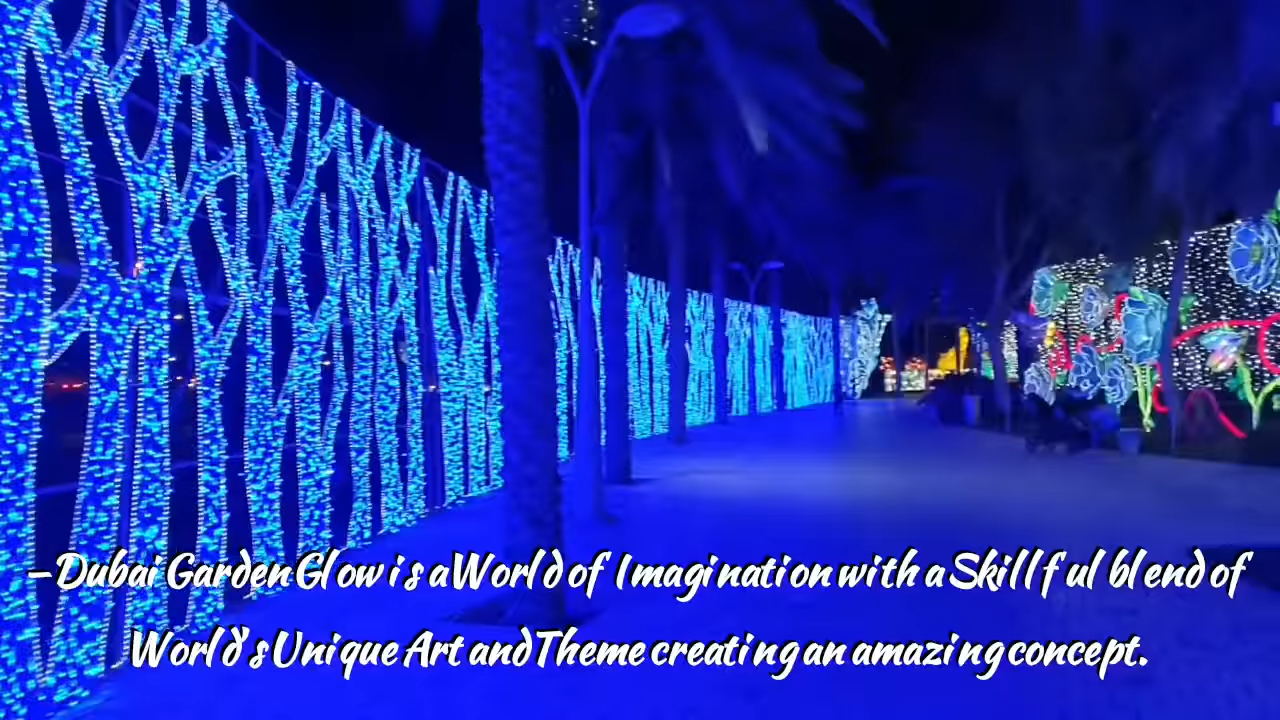 –Dubai Garden Glow is a World of Imagination with a Skillful blend of
World's Unique Art and Theme creating an amazing concept.